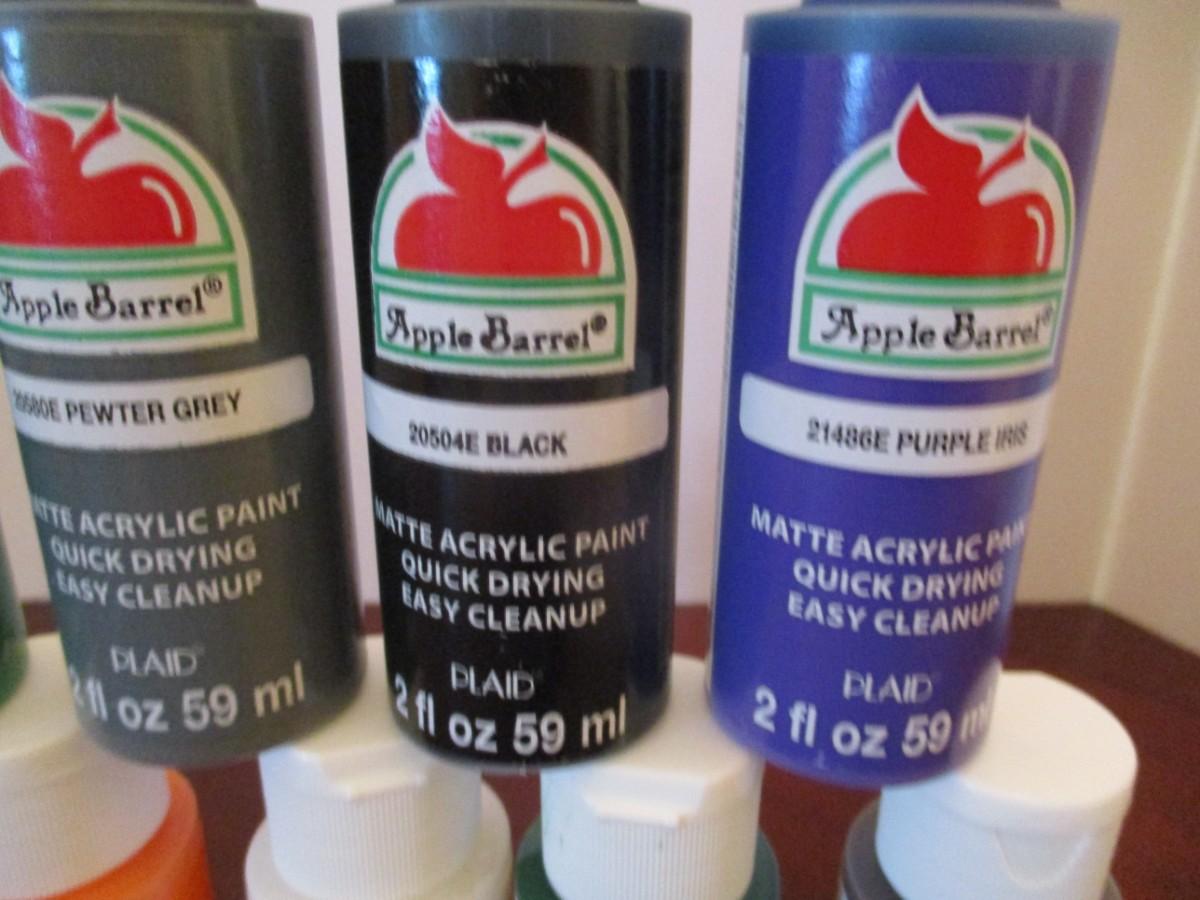 Apple Barrel®
PEWTER GREY
ACRYLIC PAINT
QUICK DRYING
EASY CLEANUP
PLAID
2 fl oz 59 ml
Apple Barrel®
20504E BLACK
MATTE ACRYLIC PAINT
QUICK DRYING
EASY CLEANUP
PLAID
2 fl oz 59 ml
Apple Barrel®
21486E PURPLE IRIS
MATTE ACRYLIC PAIN
QUICK DRYING
EASY CLEANUP
PLAID
2 fl oz 59 ml